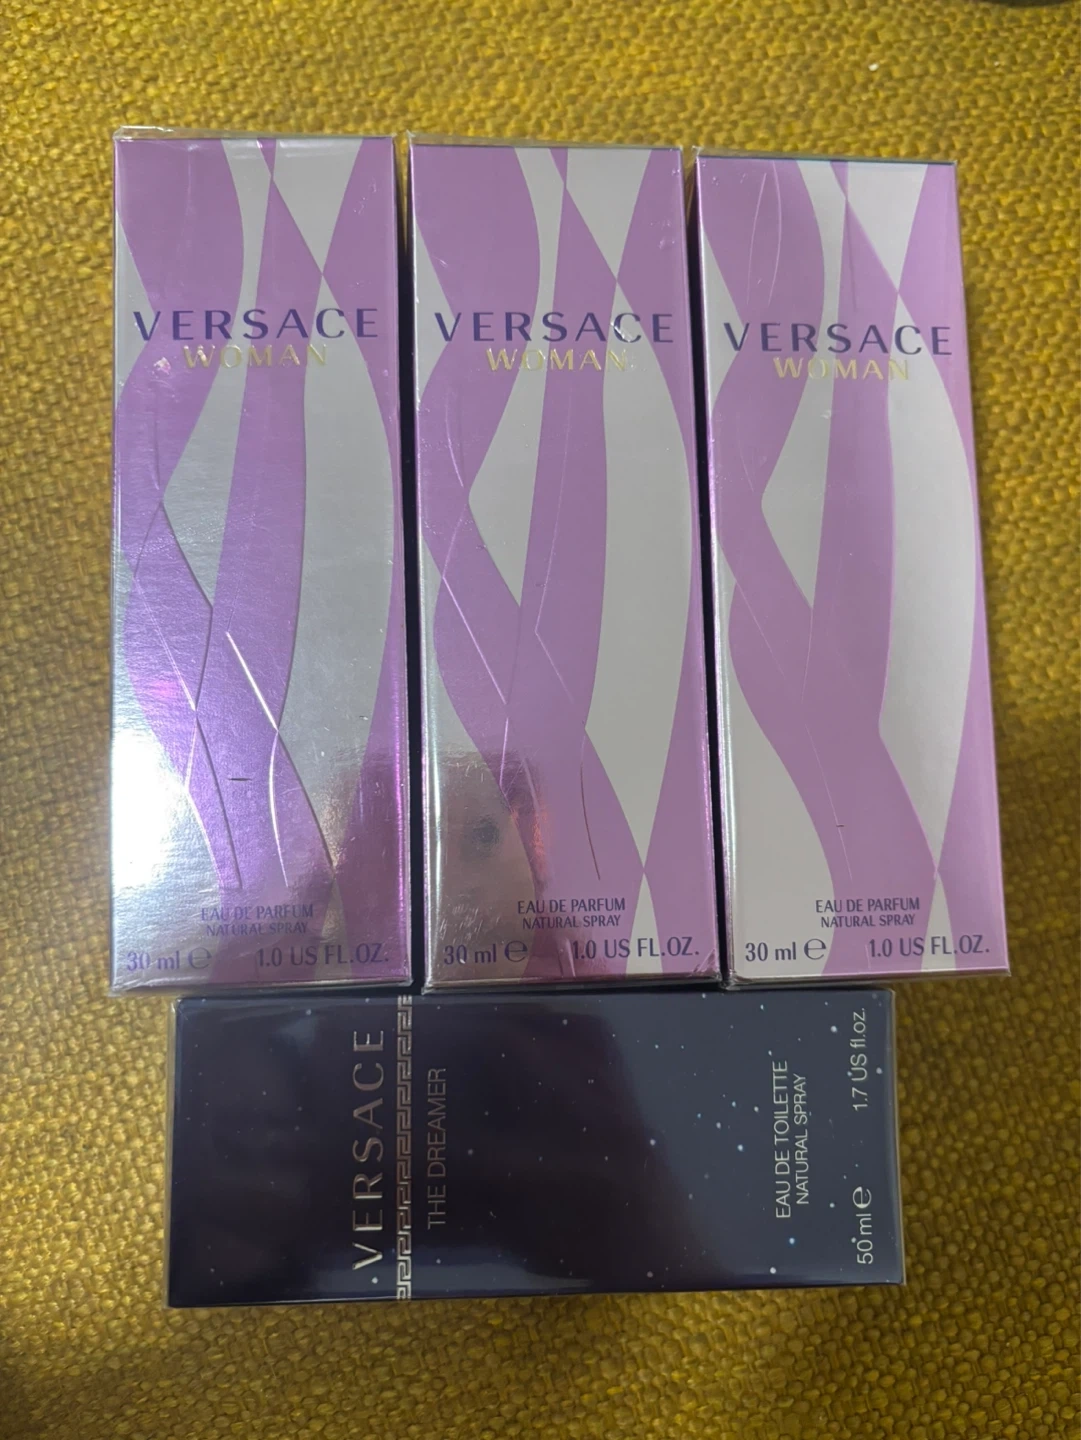 VERSACE
WOMAN
EAU DE PARFUM
NATURAL SPRAY
30 ml ℮ 1.0 US FL.OZ.
VERSACE
WOMAN
EAU DE PARFUM
NATURAL SPRAY
30 ml ℮ 1.0 US FL.OZ.
VERSACE
WOMAN
EAU DE PARFUM
NATURAL SPRAY
30 ml ℮ 1.0 US FL.OZ.
VERSACE
THE DREAMER
EAU DE TOILETTE
NATURAL SPRAY
50 ml ℮ 1.7 US fl.oz.